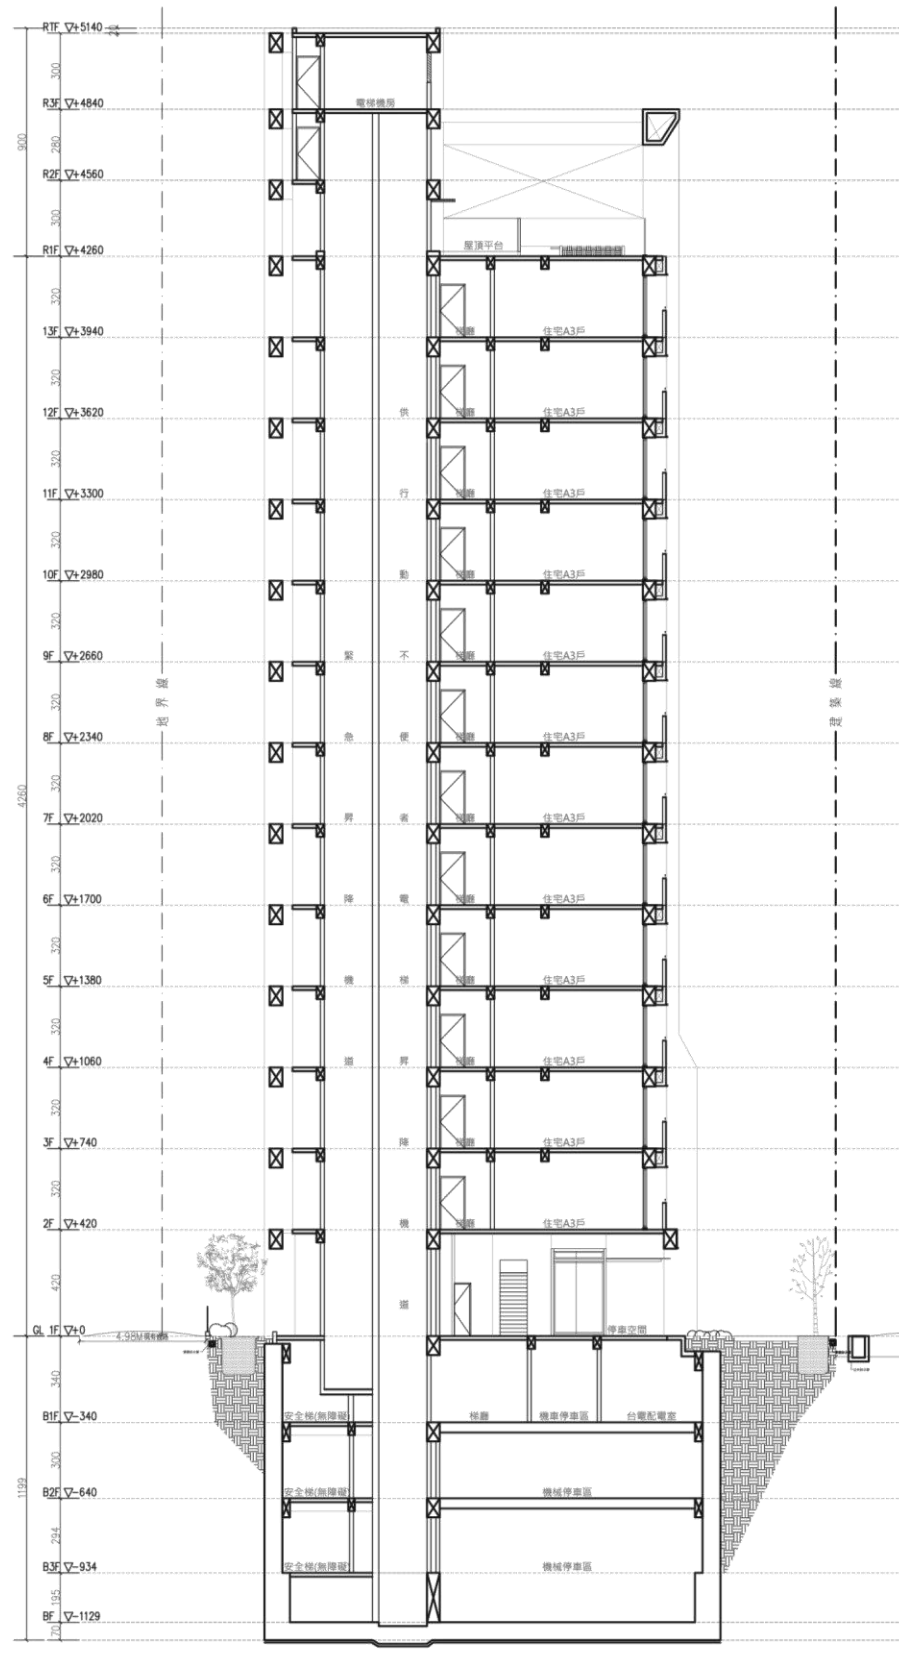 RTF ▽+5140
20
300
電梯機房
R3F ▽+4840
900
280
R2F ▽+4560
300
屋頂平台
R1F ▽+4260
320
梯廳 住宅A3戶
13F ▽+3940
320
供 梯廳 住宅A3戶
12F ▽+3620
320
行 梯廳 住宅A3戶
11F ▽+3300
320
動 梯廳 住宅A3戶
10F ▽+2980
320
緊 不 梯廳 住宅A3戶
9F ▽+2660
地界線
建築線
320
急 便 梯廳 住宅A3戶
8F ▽+2340
4260
320
昇 者 梯廳 住宅A3戶
7F ▽+2020
320
降 電 梯廳 住宅A3戶
6F ▽+1700
320
機 梯 梯廳 住宅A3戶
5F ▽+1380
320
道 昇 梯廳 住宅A3戶
4F ▽+1060
320
降 梯廳 住宅A3戶
3F ▽+740
320
機 梯廳 住宅A3戶
2F ▽+420
420
道
停車空間
GL 1F ▽+0
4.98M
340
安全梯(無障礙) 梯廳 機車停車區 台電配電室
B1F ▽-340
300
1199
安全梯(無障礙) 機械停車區
B2F ▽-640
294
安全梯(無障礙) 機械停車區
B3F ▽-934
195
BF ▽-1129
70